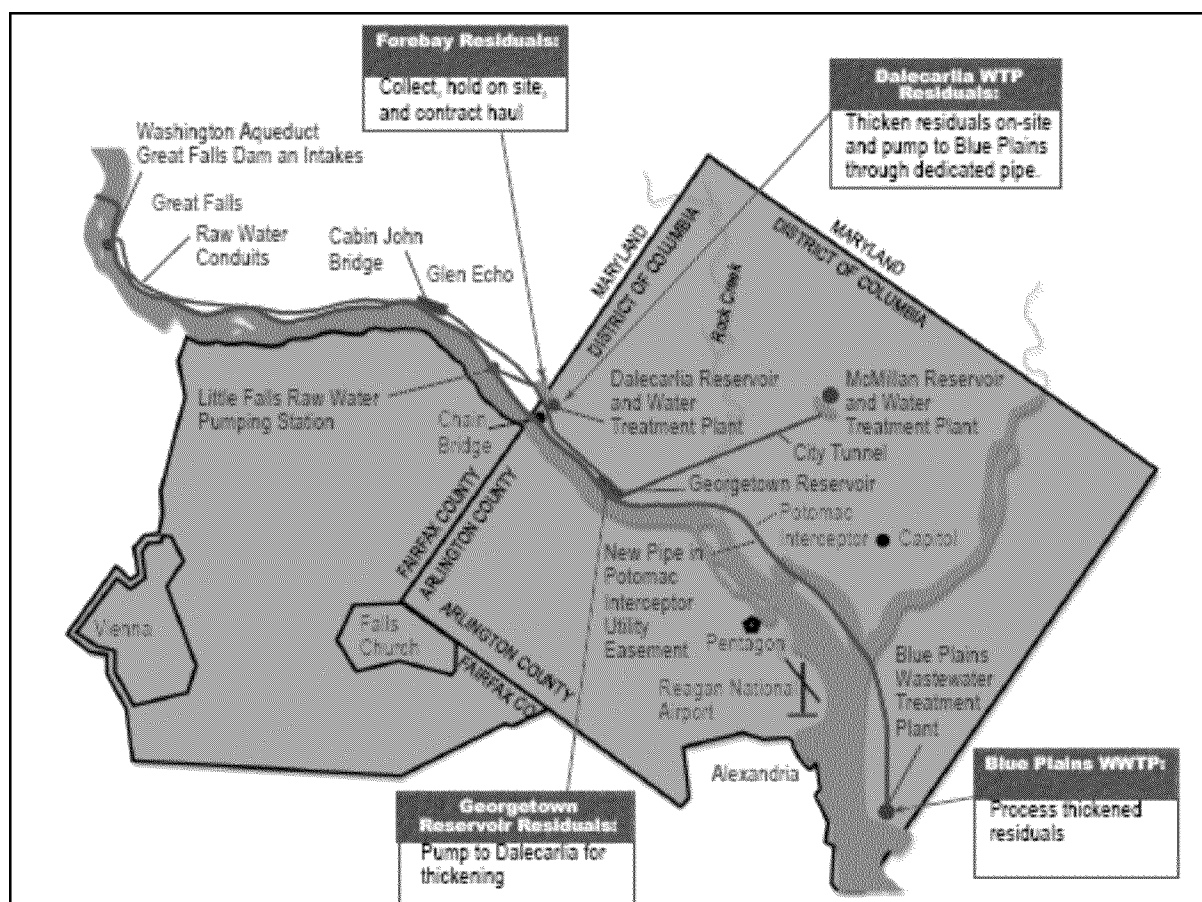 Forebay Residuals:
Collect, hold on site,
and contract haul
Dalecarlia WTP
Residuals:
Thicken residuals on-site
and pump to Blue Plains
through dedicated pipe.
Washington Aqueduct
Great Falls Dam an Intakes
Great Falls
Raw Water
Conduits
Cabin John
Bridge
Glen Echo
MARYLAND
DISTRICT OF COLUMBIA
MARYLAND
DISTRICT OF COLUMBIA
Rock Creek
Little Falls Raw Water
Pumping Station
Chain
Bridge
Dalecarlia Reservoir
and Water
Treatment Plant
McMillan Reservoir
and Water
Treatment Plant
City Tunnel
Georgetown Reservoir
FAIRFAX COUNTY
ARLINGTON COUNTY
Potomac
Interceptor
Capitol
New Pipe in
Potomac
Interceptor
Utility
Easement
Vienna
Falls
Church
ARLINGTON COUNTY
FAIRFAX CO
Pentagon
Reagan Nationa
Airport
Blue Plains
Wastewater
Treatment
Plant
Alexandria
Georgetown
Reservoir Residuals:
Pump to Dalecarlia for
thickening
Blue Plains WWTP:
Process thickened
residuals